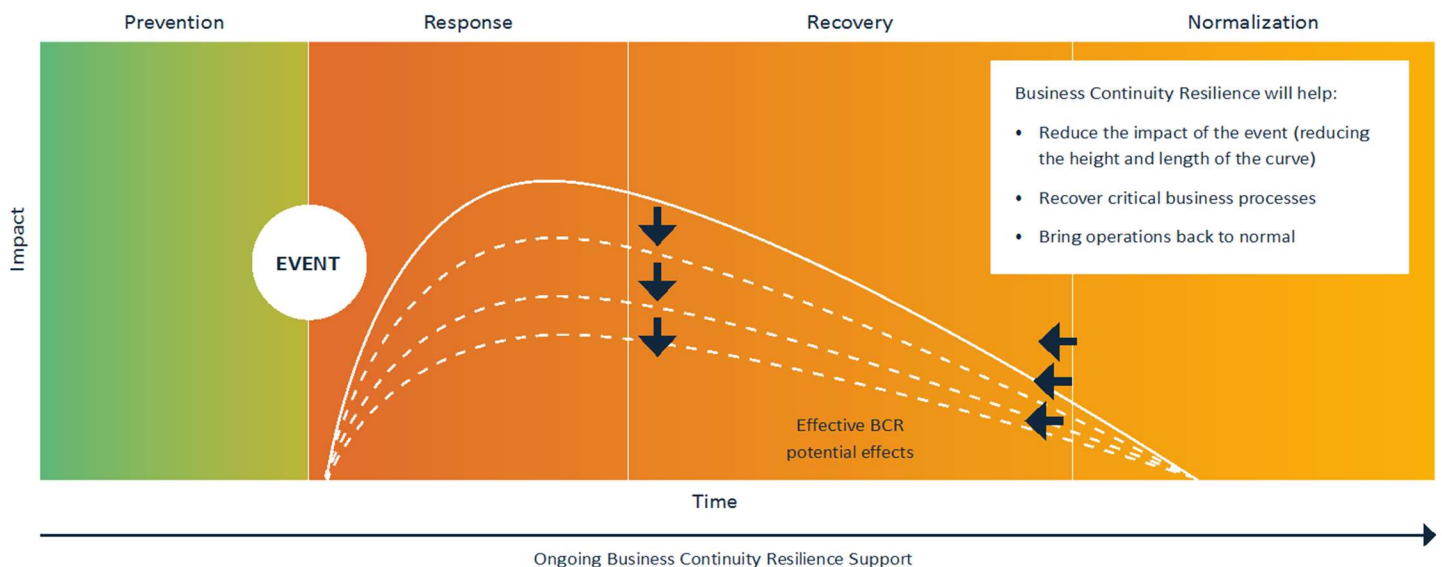 Prevention
Response
Recovery
Normalization
Business Continuity Resilience will help:
• Reduce the impact of the event (reducing
the height and length of the curve)
• Recover critical business processes
• Bring operations back to normal
Impact
EVENT
Effective BCR
potential effects
Time
Ongoing Business Continuity Resilience Support